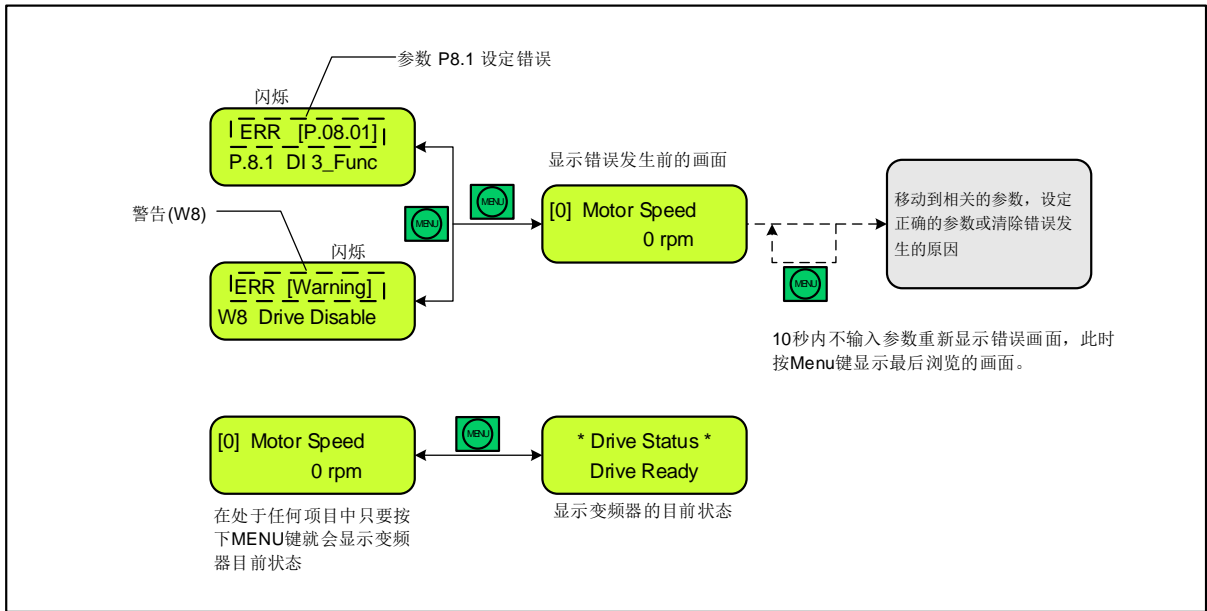 参数 P8.1 设定错误
闪烁
ERR [P.08.01]
P.8.1 DI 3_Func
警告(W8)
闪烁
ERR [Warning]
W8 Drive Disable
MENU
MENU
显示错误发生前的画面
[0] Motor Speed
0 rpm
MENU
移动到相关的参数，设定
正确的参数或清除错误发
生的原因
10秒内不输入参数重新显示错误画面，此时
按Menu键显示最后浏览的画面。
[0] Motor Speed
0 rpm
MENU
* Drive Status *
Drive Ready
在处于任何项目中只要按
下MENU键就会显示变频
器目前状态
显示变频器的目前状态